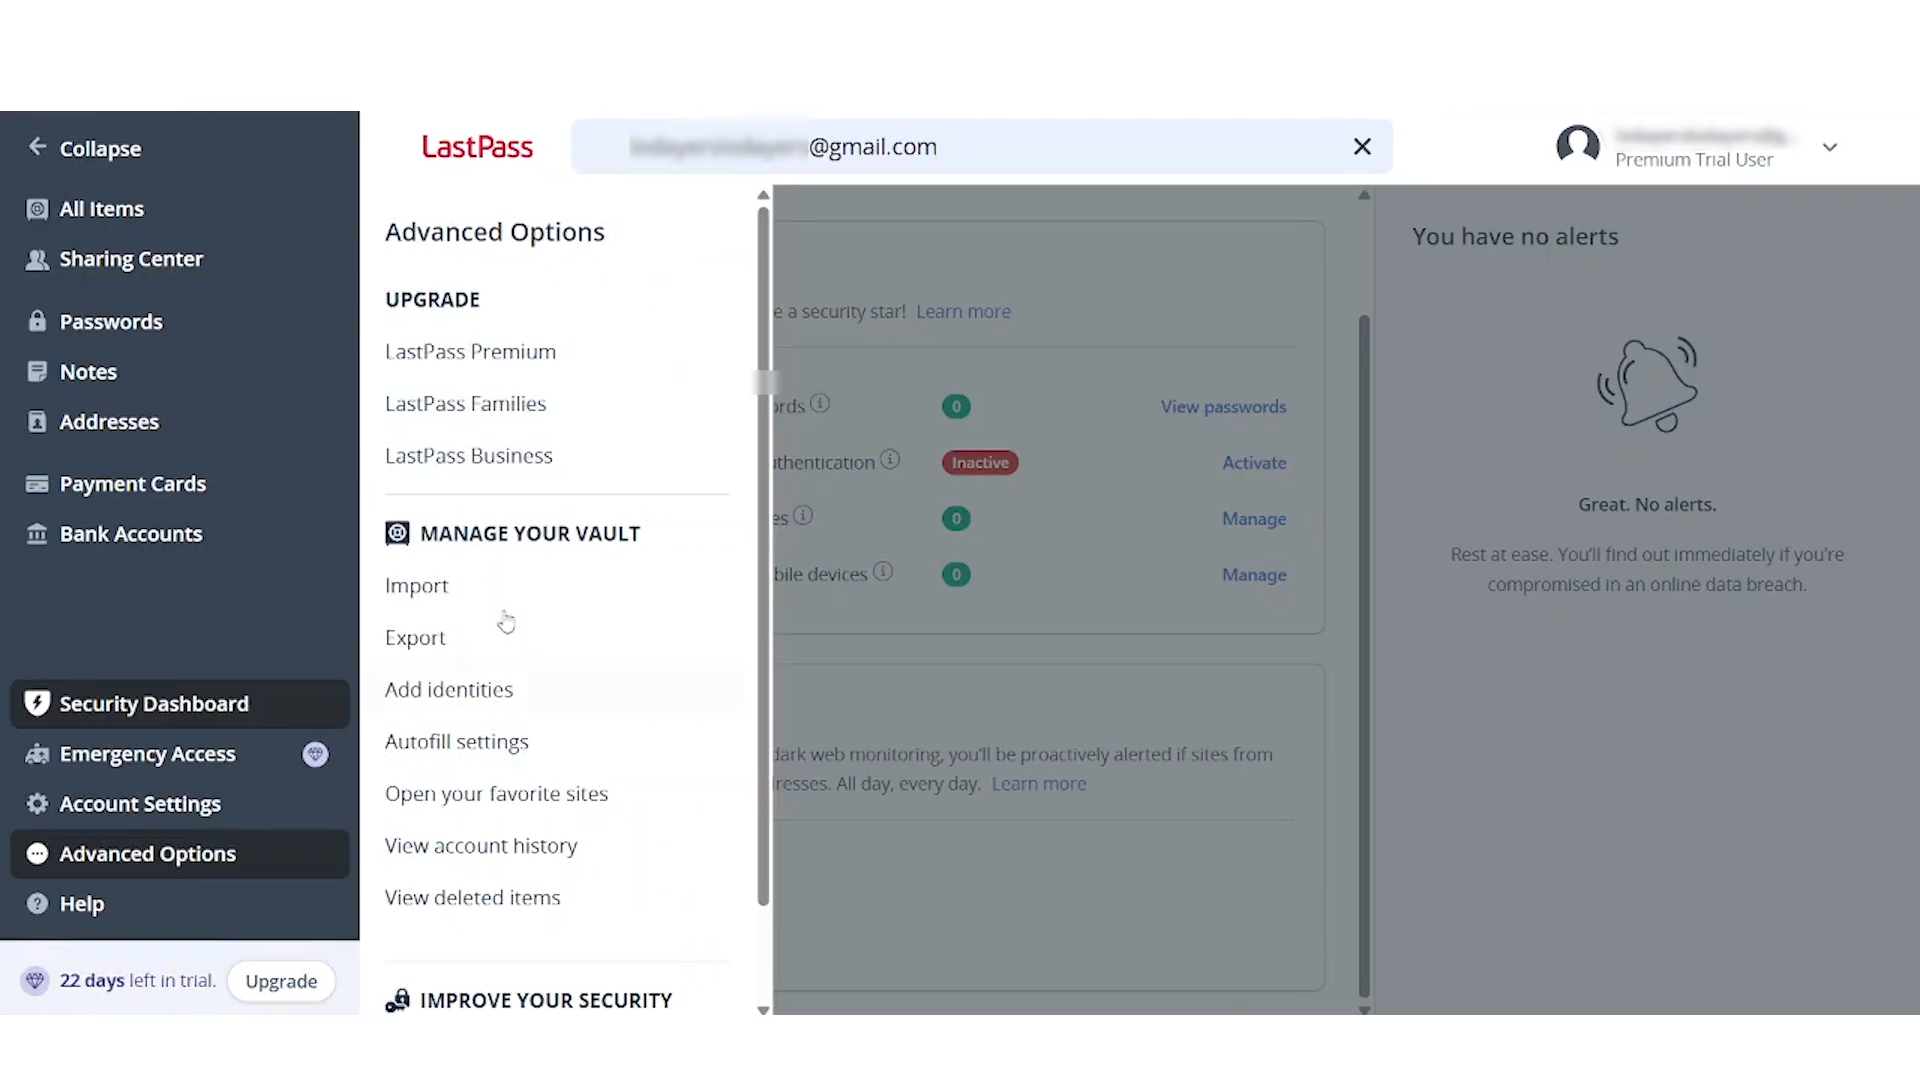 Collapse
All Items
Sharing Center
Passwords
Notes
Addresses
Payment Cards
Bank Accounts
Security Dashboard
Emergency Access
Account Settings
Advanced Options
Help
22 days left in trial.
Upgrade
LastPass
@gmail.com
Premium Trial User
Advanced Options
UPGRADE
LastPass Premium
LastPass Families
LastPass Business
MANAGE YOUR VAULT
Import
Export
Add identities
Autofill settings
Open your favorite sites
View account history
View deleted items
IMPROVE YOUR SECURITY
e a security star! Learn more
rds 0 View passwords
uthentication Inactive Activate
es 0 Manage
bile devices 0 Manage
dark web monitoring, you'll be proactively alerted if sites from
resses. All day, every day. Learn more
You have no alerts
Great. No alerts.
Rest at ease. You'll find out immediately if you're
compromised in an online data breach.